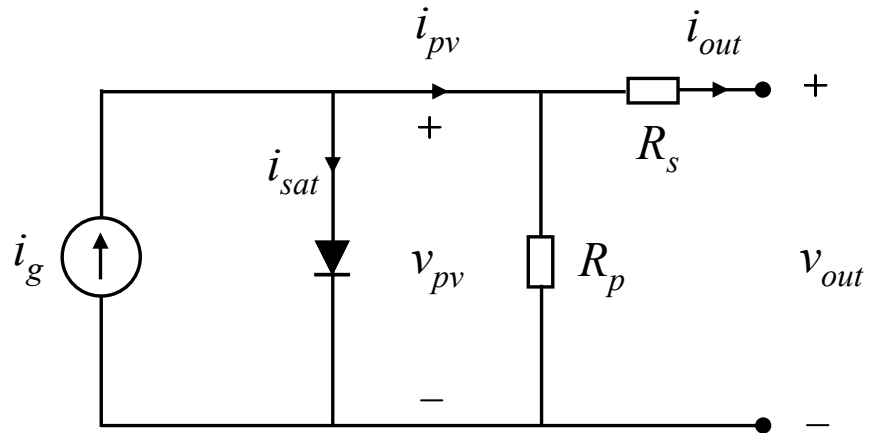 i_pv i_out
+ +
i_sat R_s
i_g v_pv R_p v_out
− −